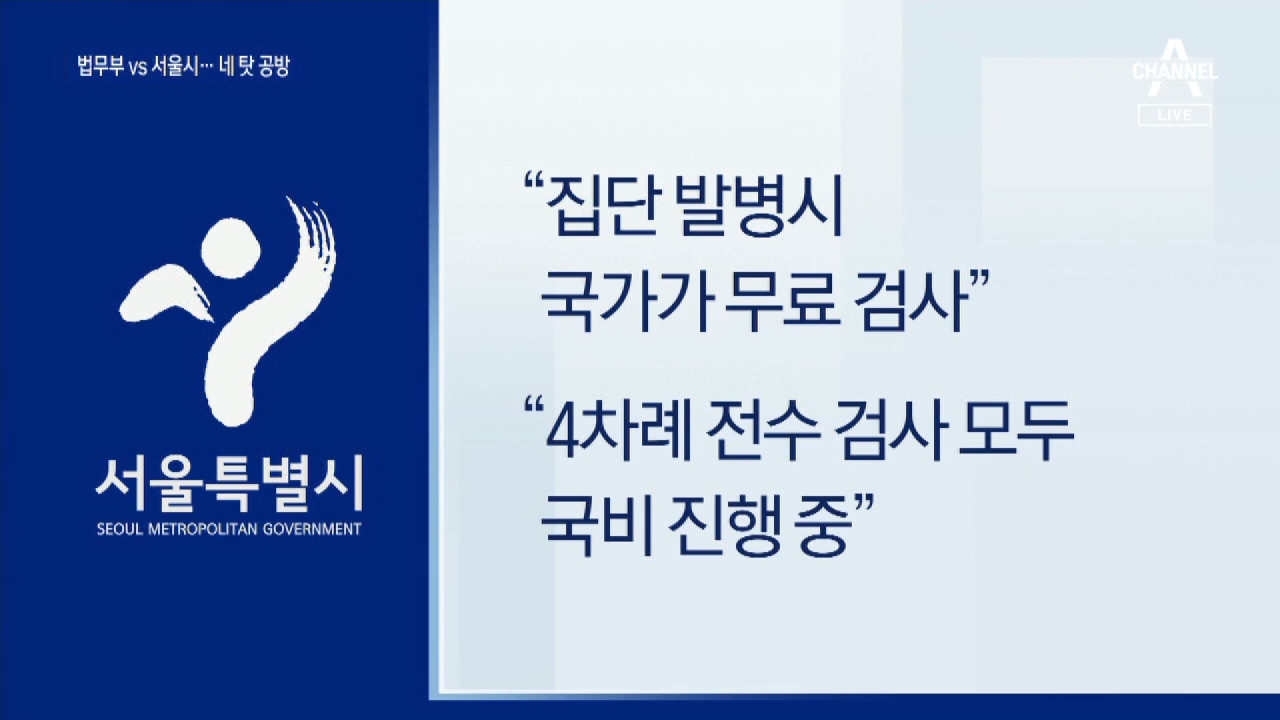 법무부 vs 서울시… 네 탓 공방
CHANNEL A
LIVE
“집단 발병시
국가가 무료 검사”
“4차례 전수 검사 모두
국비 진행 중”
서울특별시
SEOUL METROPOLITAN GOVERNMENT